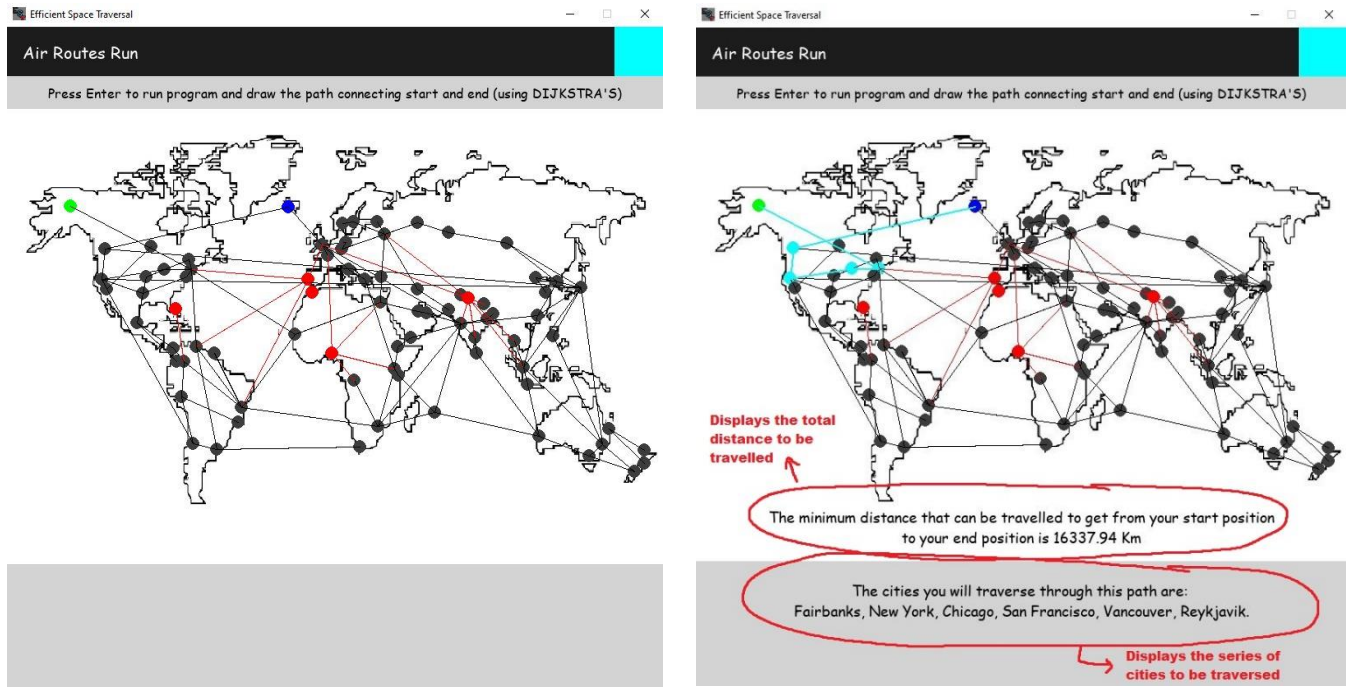 Efficient Space Traversal
Air Routes Run
Press Enter to run program and draw the path connecting start and end (using DIJKSTRA'S)
Efficient Space Traversal
Air Routes Run
Press Enter to run program and draw the path connecting start and end (using DIJKSTRA'S)
Displays the total
distance to be
travelled
The minimum distance that can be travelled to get from your start position
to your end position is 16337.94 Km
The cities you will traverse through this path are:
Fairbanks, New York, Chicago, San Francisco, Vancouver, Reykjavik.
Displays the series of
cities to be traversed